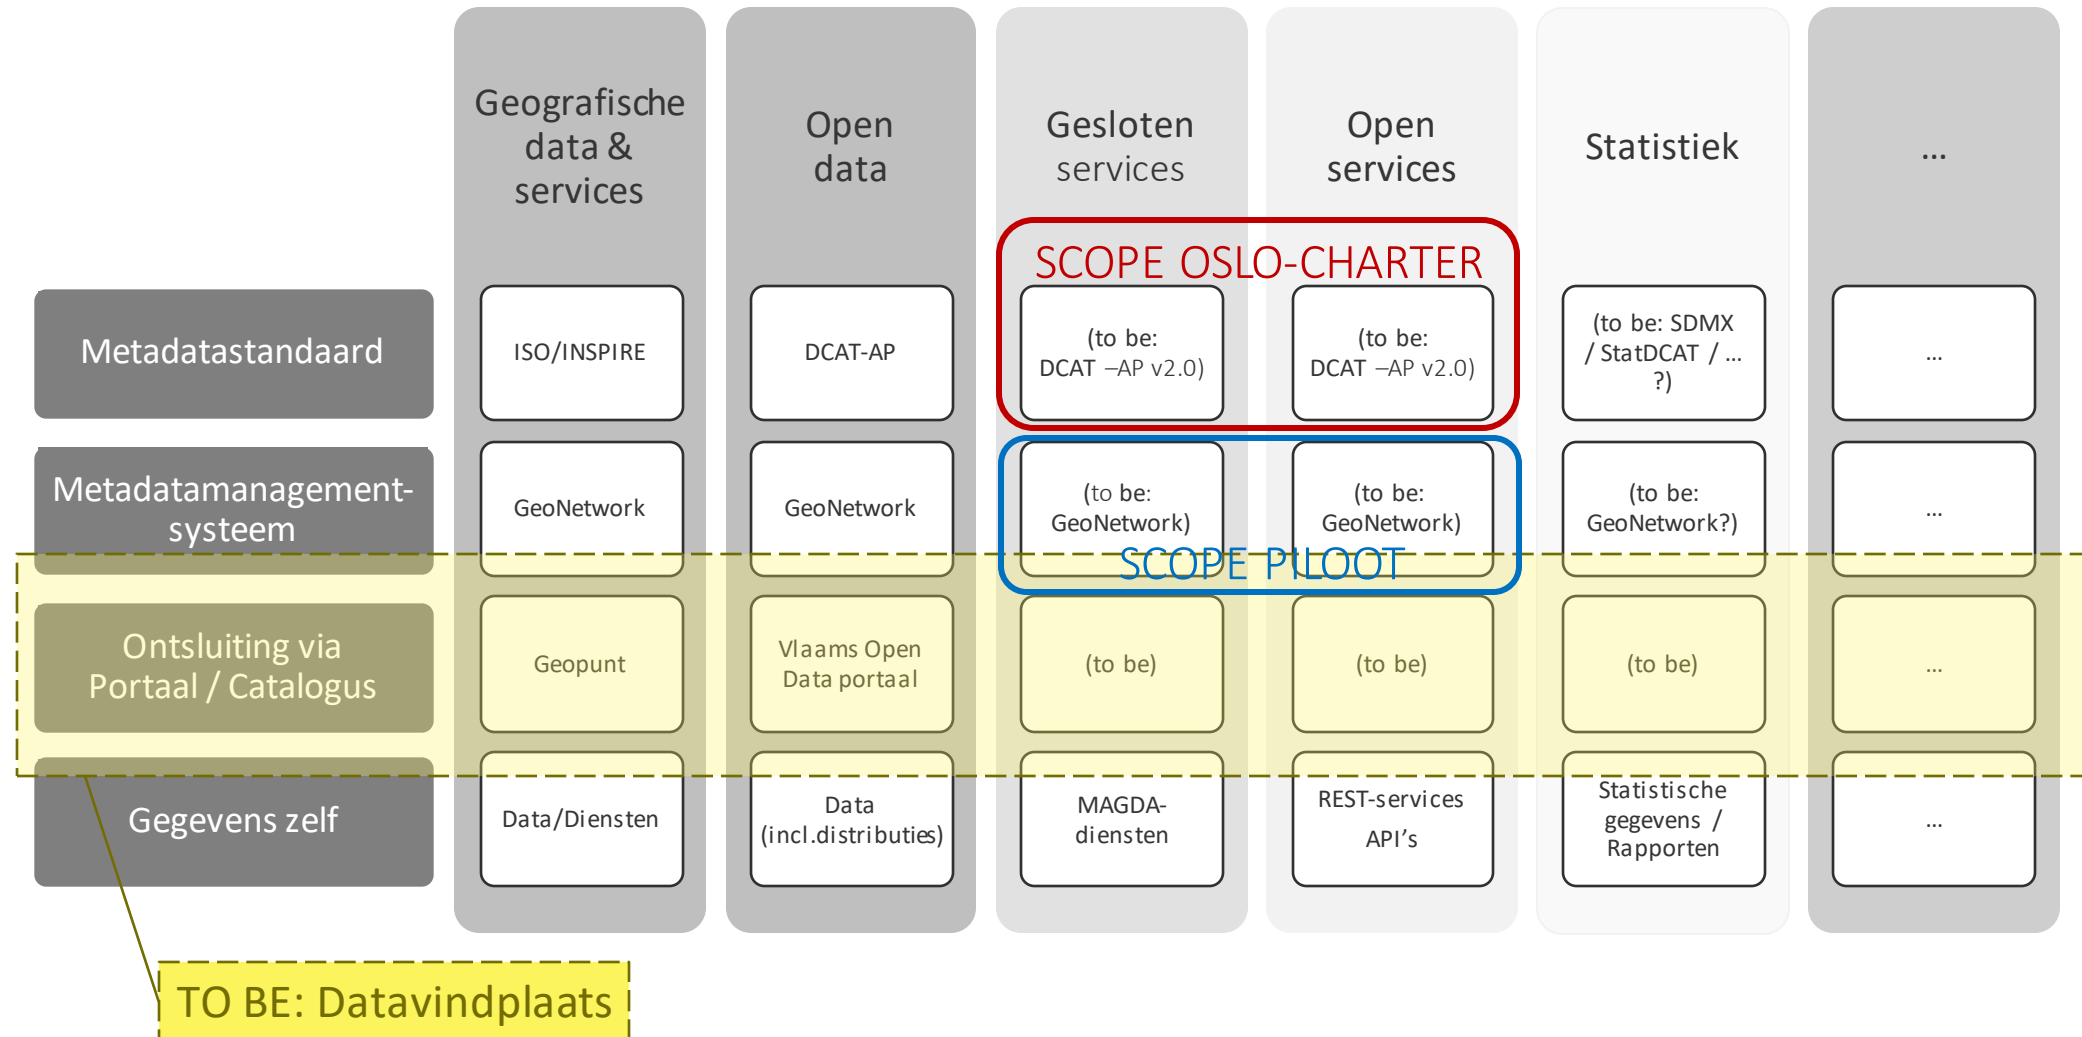 Geografische
data &
services
Open
data
Gesloten
services
Open
services
Statistiek
...
SCOPE OSLO-CHARTER
Metadatastandaard
ISO/INSPIRE
DCAT-AP
(to be:
DCAT –AP v2.0)
(to be:
DCAT –AP v2.0)
(to be: SDMX
/ StatDCAT / ...
?)
...
Metadatamanagement-
systeem
GeoNetwork
GeoNetwork
(to be:
GeoNetwork)
(to be:
GeoNetwork)
(to be:
GeoNetwork?)
...
SCOPE PILOOT
Ontsluiting via
Portaal / Catalogus
Geopunt
Vlaams Open
Data portaal
(to be)
(to be)
(to be)
...
Gegevens zelf
Data/Diensten
Data
(incl.distributies)
MAGDA-
diensten
REST-services
API’s
Statistische
gegevens /
Rapporten
...
TO BE: Datavindplaats